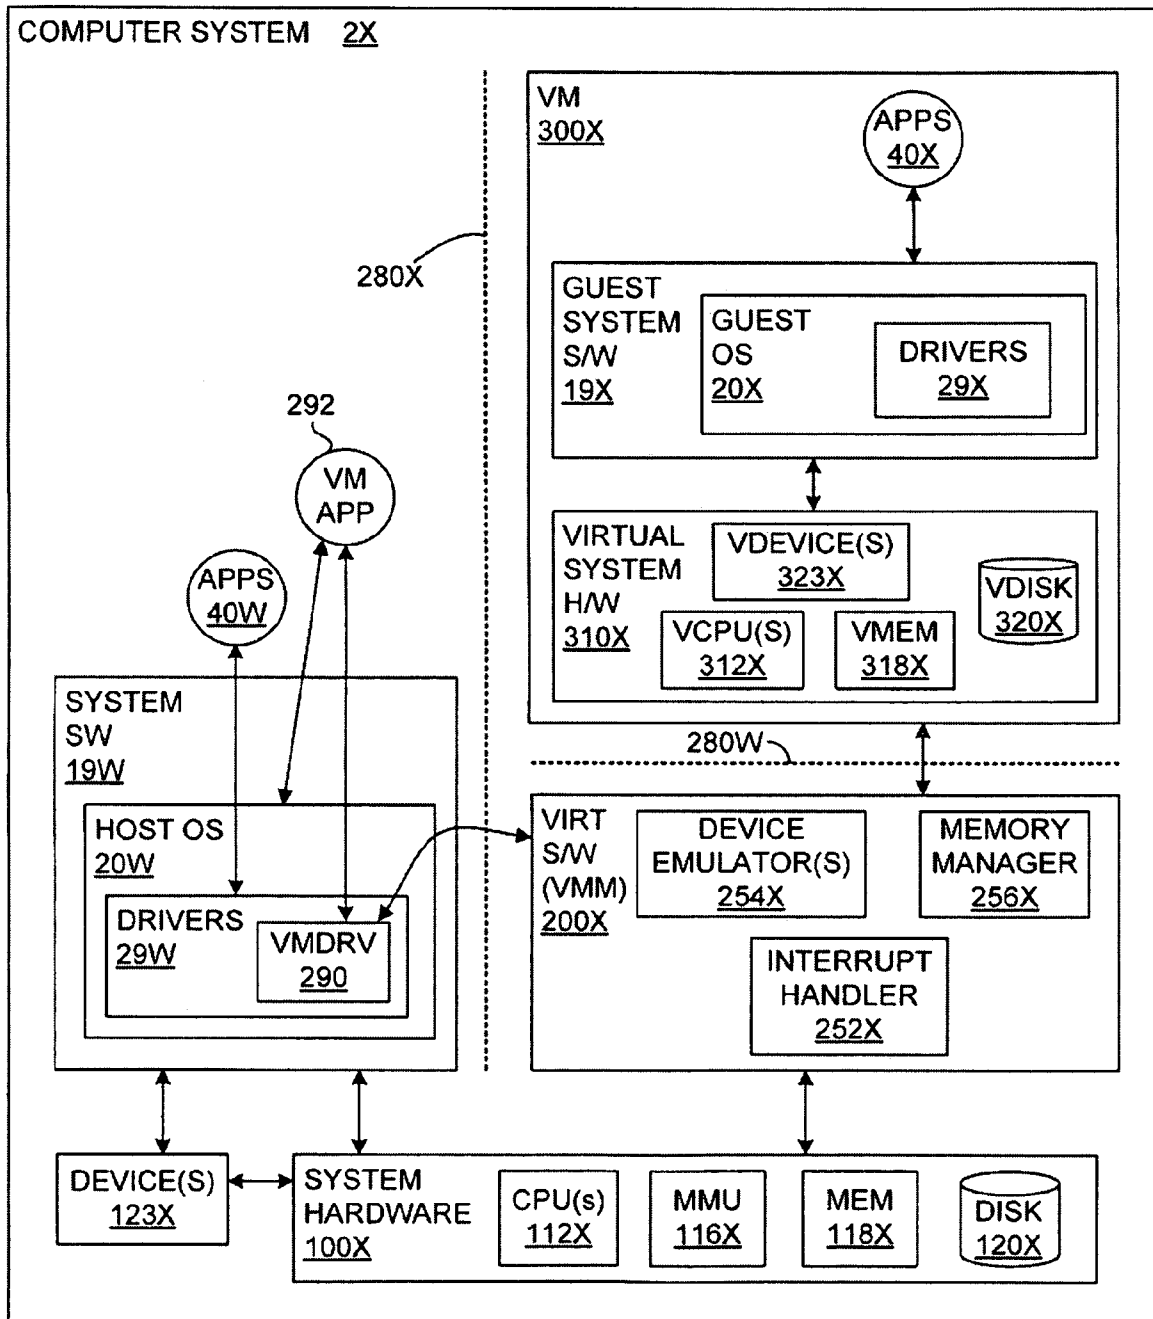 COMPUTER SYSTEM 2X
VM
300X
APPS
40X
280X
GUEST
SYSTEM
S/W
19X
GUEST
OS
20X
DRIVERS
29X
292
VM
APP
APPS
40W
VIRTUAL
SYSTEM
H/W
310X
VDEVICE(S)
323X
VCPU(S)
312X
VMEM
318X
VDISK
320X
SYSTEM
SW
19W
280W
HOST OS
20W
DRIVERS
29W
VMDRV
290
VIRT
S/W
(VMM)
200X
DEVICE
EMULATOR(S)
254X
MEMORY
MANAGER
256X
INTERRUPT
HANDLER
252X
DEVICE(S)
123X
SYSTEM
HARDWARE
100X
CPU(s)
112X
MMU
116X
MEM
118X
DISK
120X